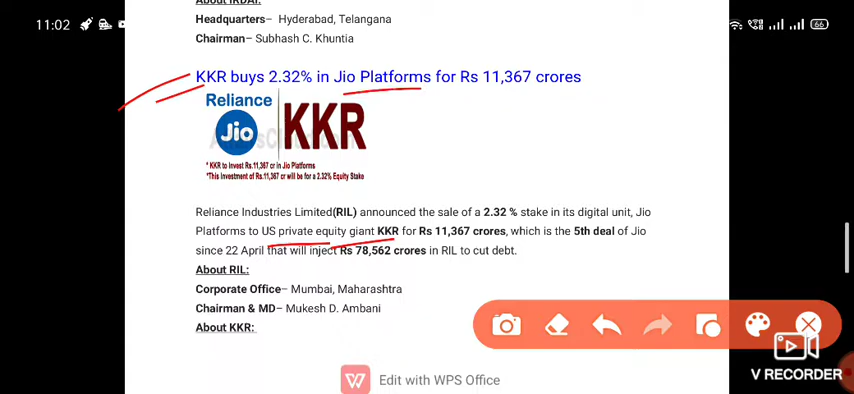 11:02
66
About IRDAI:
Headquarters– Hyderabad, Telangana
Chairman– Subhash C. Khuntia
KKR buys 2.32% in Jio Platforms for Rs 11,367 crores
Reliance
Jio
KKR
* KKR to Invest Rs.11,367 cr in Jio Platforms
*This Investment of Rs.11,367 cr will be for a 2.32% Equity Stake
Reliance Industries Limited(RIL) announced the sale of a 2.32 % stake in its digital unit, Jio
Platforms to US private equity giant KKR for Rs 11,367 crores, which is the 5th deal of Jio
since 22 April that will inject Rs 78,562 crores in RIL to cut debt.
About RIL:
Corporate Office– Mumbai, Maharashtra
Chairman & MD– Mukesh D. Ambani
About KKR:
Edit with WPS Office
V RECORDER